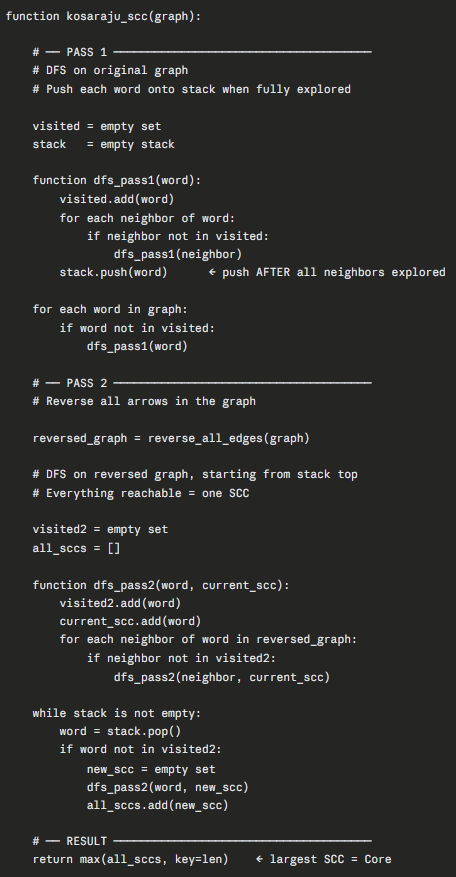 function kosaraju_scc(graph):
# —— PASS 1 ——————————————————————————————
# DFS on original graph
# Push each word onto stack when fully explored
visited = empty set
stack   = empty stack
function dfs_pass1(word):
visited.add(word)
for each neighbor of word:
if neighbor not in visited:
dfs_pass1(neighbor)
stack.push(word)      ← push AFTER all neighbors explored
for each word in graph:
if word not in visited:
dfs_pass1(word)
# —— PASS 2 ——————————————————————————————
# Reverse all arrows in the graph
reversed_graph = reverse_all_edges(graph)
# DFS on reversed graph, starting from stack top
# Everything reachable = one SCC
visited2 = empty set
all_sccs = []
function dfs_pass2(word, current_scc):
visited2.add(word)
current_scc.add(word)
for each neighbor of word in reversed_graph:
if neighbor not in visited2:
dfs_pass2(neighbor, current_scc)
while stack is not empty:
word = stack.pop()
if word not in visited2:
new_scc = empty set
dfs_pass2(word, new_scc)
all_sccs.add(new_scc)
# —— RESULT ——————————————————————————————
return max(all_sccs, key=len)    ← largest SCC = Core